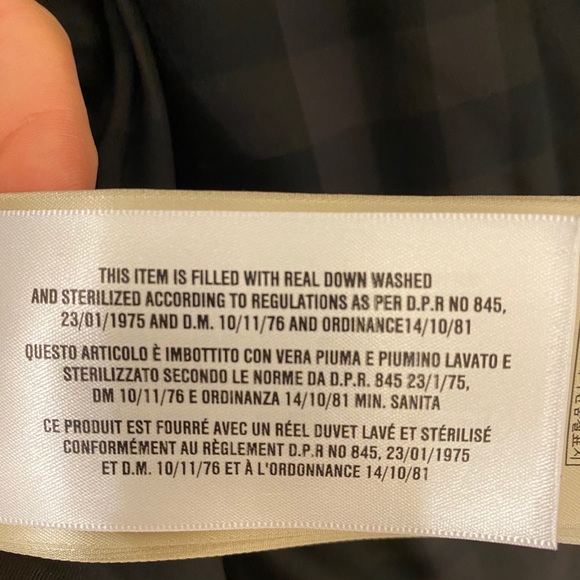 THIS ITEM IS FILLED WITH REAL DOWN WASHED
AND STERILIZED ACCORDING TO REGULATIONS AS PER D.P.R NO 845,
23/01/1975 AND D.M. 10/11/76 AND ORDINANCE14/10/81
QUESTO ARTICOLO È IMBOTTITO CON VERA PIUMA E PIUMINO LAVATO E
STERILIZZATO SECONDO LE NORME DA D.P.R. 845 23/1/75,
DM 10/11/76 E ORDINANZA 14/10/81 MIN. SANITA
CE PRODUIT EST FOURRÉ AVEC UN RÉEL DUVET LAVÉ ET STÉRILISÉ
CONFORMÉMENT AU RÈGLEMENT D.P.R NO 845, 23/01/1975
ET D.M. 10/11/76 ET À L'ORDONNANCE 14/10/81